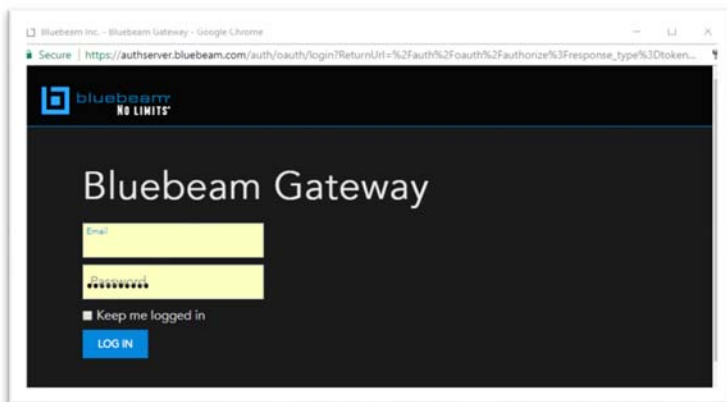 Bluebeam Inc. - Bluebeam Gateway - Google Chrome
Secure | https://authserver.bluebeam.com/auth/oauth/login?ReturnUrl=%2Fauth%2Foauth%2Fauthorize%3Fresponse_type%3Dtoken...
bluebeam®
NO LIMITS®
Bluebeam Gateway
Email
Password
Keep me logged in
LOG IN